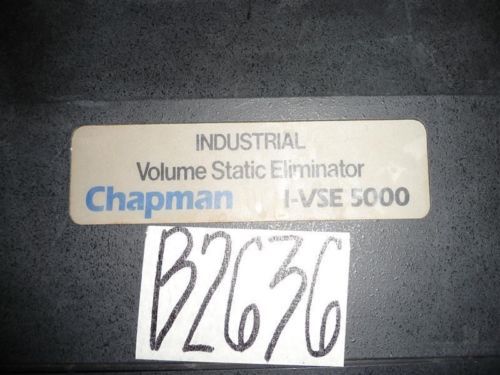 INDUSTRIAL
Volume Static Eliminator
Chapman I-VSE 5000
B2636